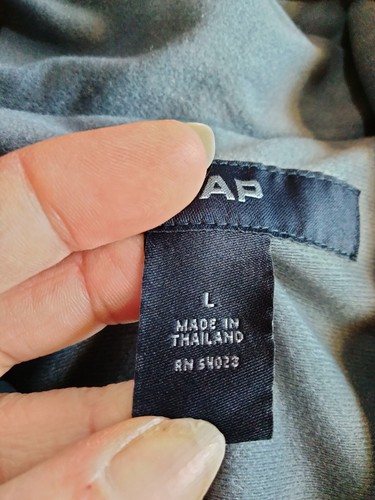 AP
L
MADE IN
THAILAND
RN 54023